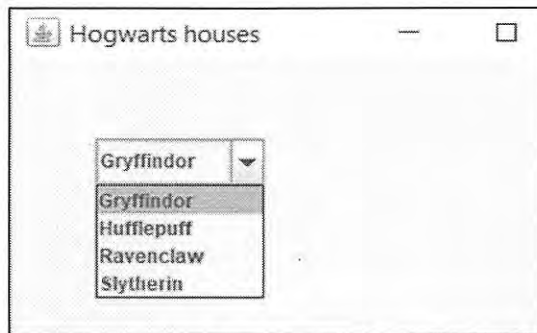 Hogwarts houses
Gryffindor
Gryffindor
Hufflepuff
Ravenclaw
Slytherin